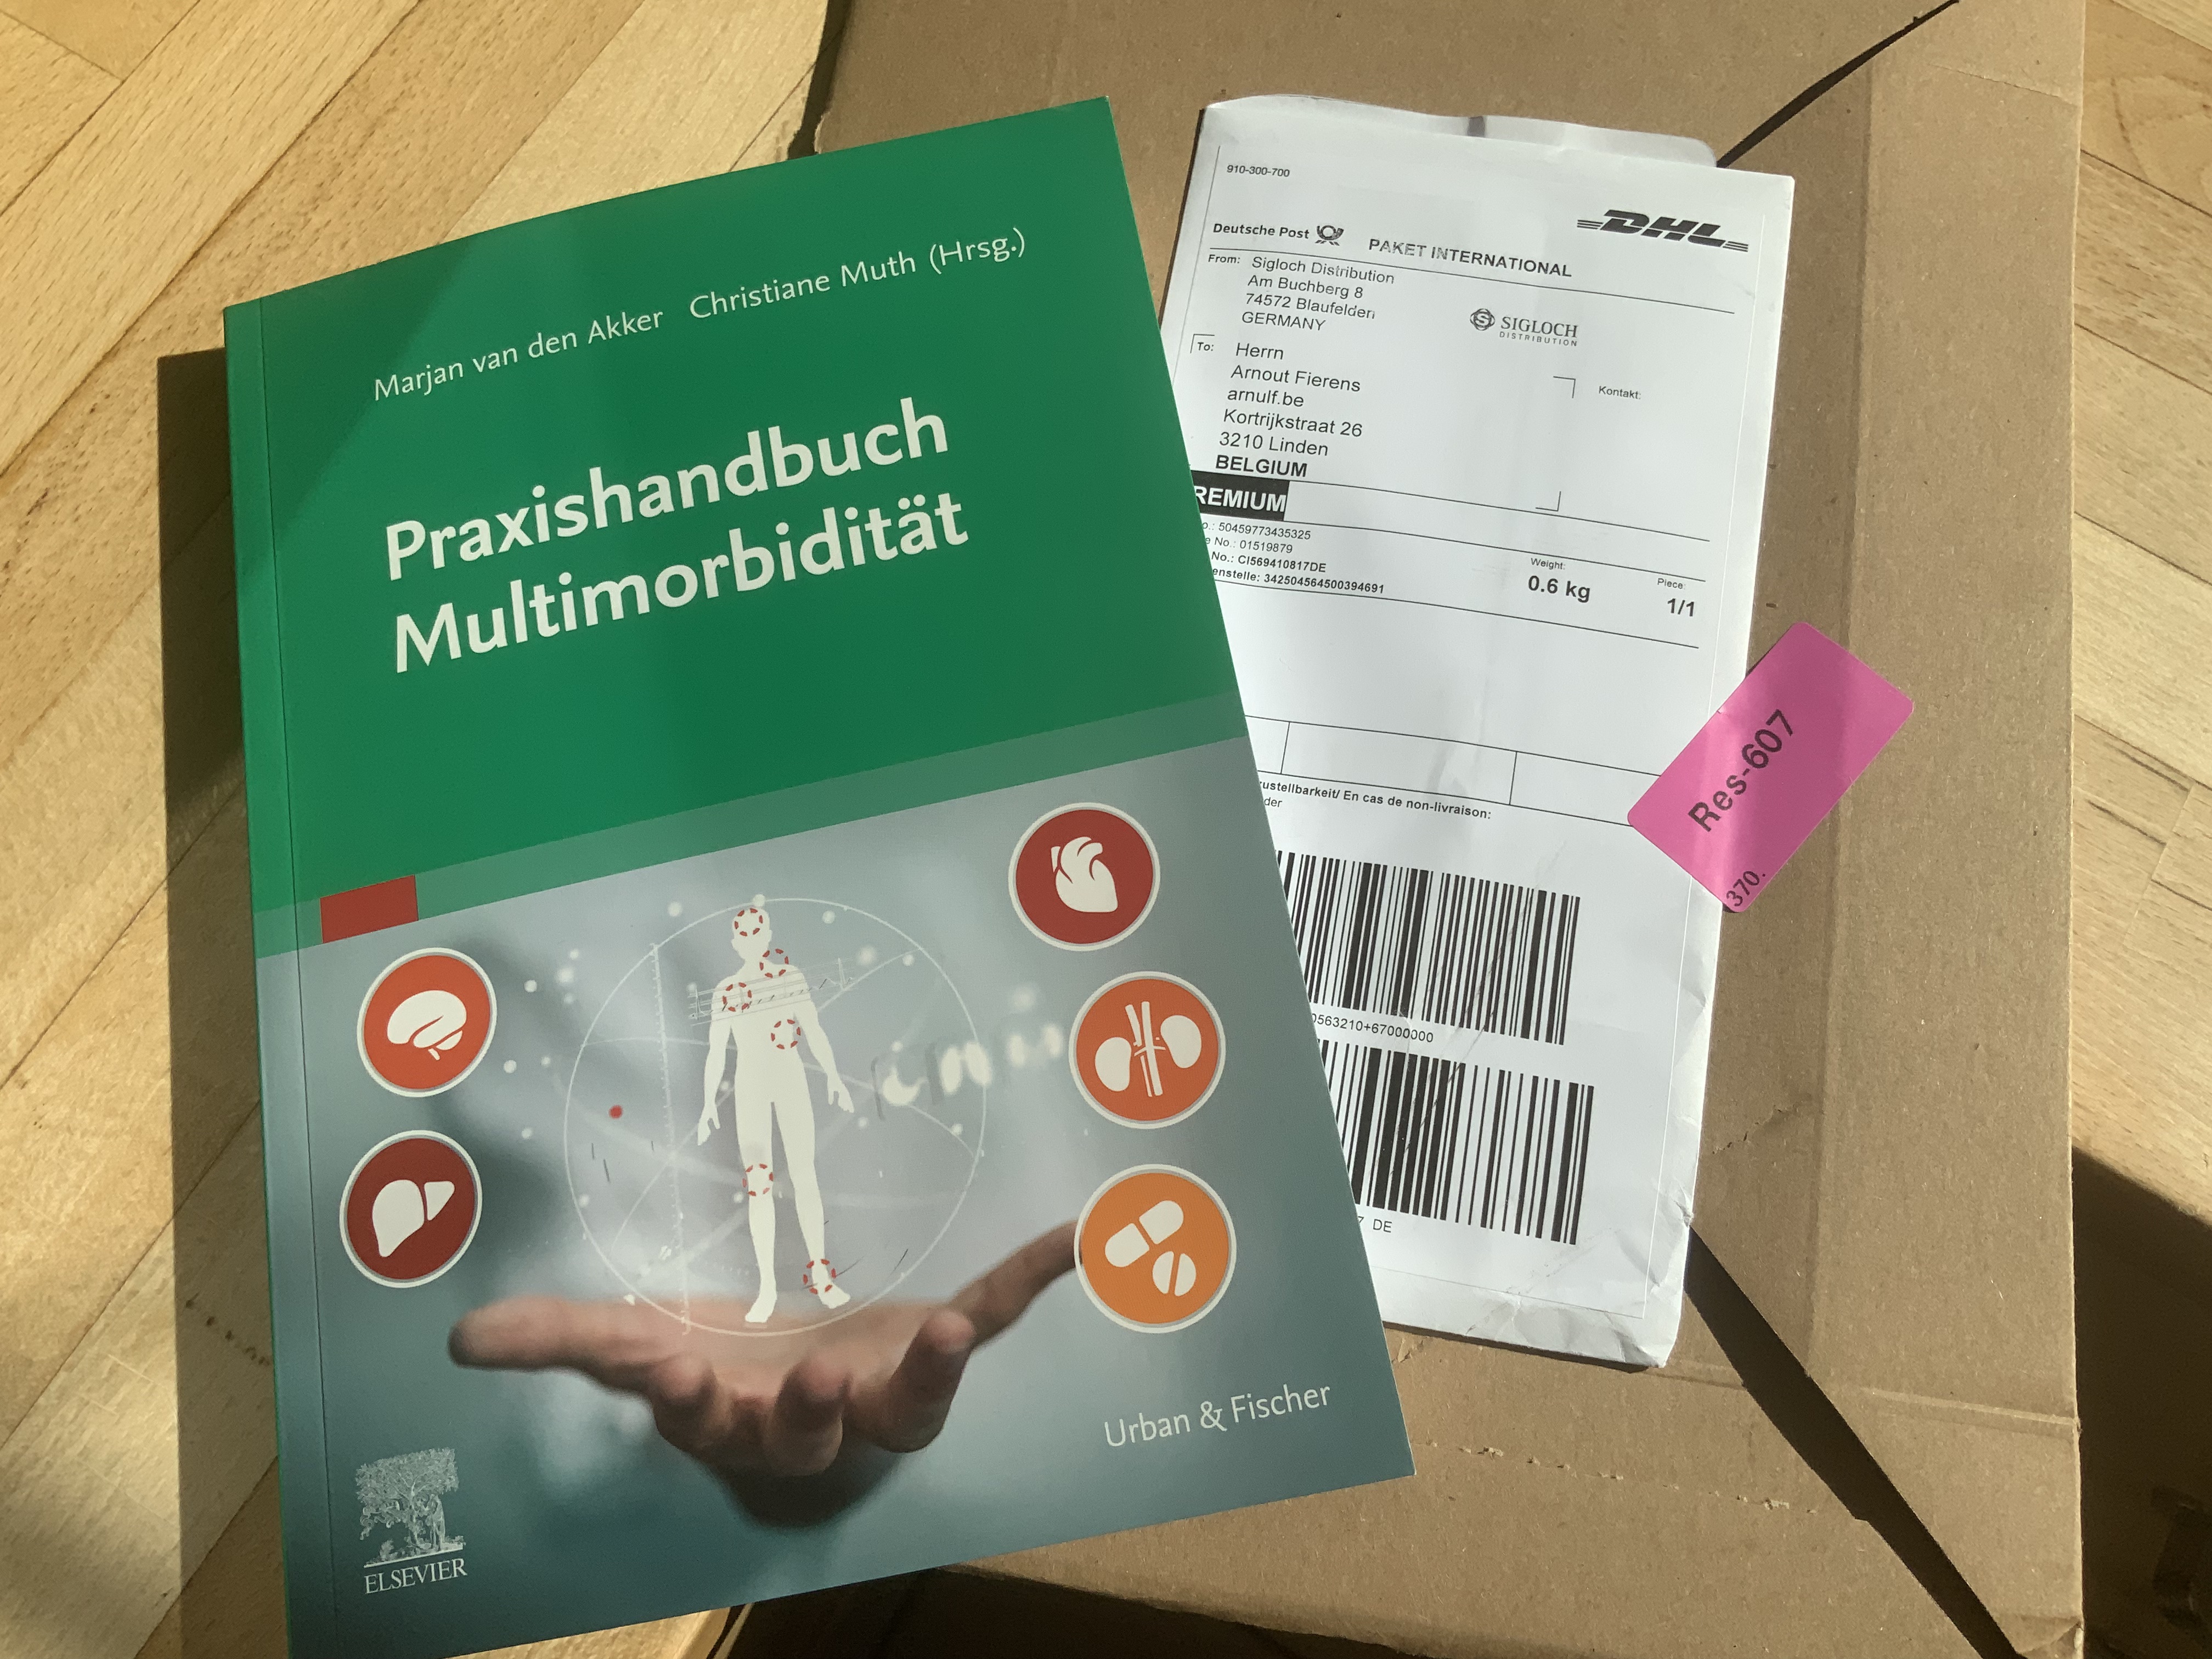 Marjan van den Akker Christiane Muth (Hrsg.)
Praxishandbuch
Multimorbidität
Urban & Fischer
ELSEVIER
910-300-700
DHL
Deutsche Post
PAKET INTERNATIONAL
From: Sigloch Distribution
Am Buchberg 8
74572 Blaufelden
GERMANY
SIGLOCH
DISTRIBUTION
To: Herrn
Arnout Fierens
arnulf.be
Kortrijkstraat 26
3210 Linden
BELGIUM
Kontakt:
REMIUM
o.: 50459773435325
e No.: 01519879
No.: CI569410817DE
enstelle: 342504564500394691
Weight:
0.6 kg
Piece:
1/1
Res-607
370.
zustellbarkeit/ En cas de non-livraison:
der
0563210+67000000
7 DE